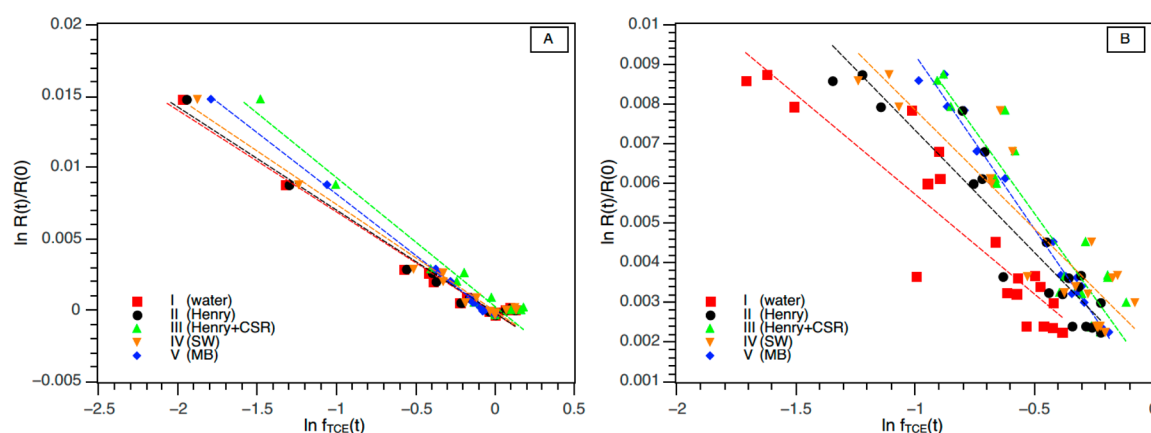 A
ln R(t)/R(0)
0.02
0.015
0.01
0.005
0
−0.005
I (water)
II (Henry)
III (Henry+CSR)
IV (SW)
V (MB)
−2.5
−2
−1.5
−1
−0.5
0
0.5
ln fTCE(t)
B
ln R(t)/R(0)
0.01
0.009
0.008
0.007
0.006
0.005
0.004
0.003
0.002
0.001
I (water)
II (Henry)
III (Henry+CSR)
IV (SW)
V (MB)
−2
−1.5
−1
−0.5
0
ln fTCE(t)